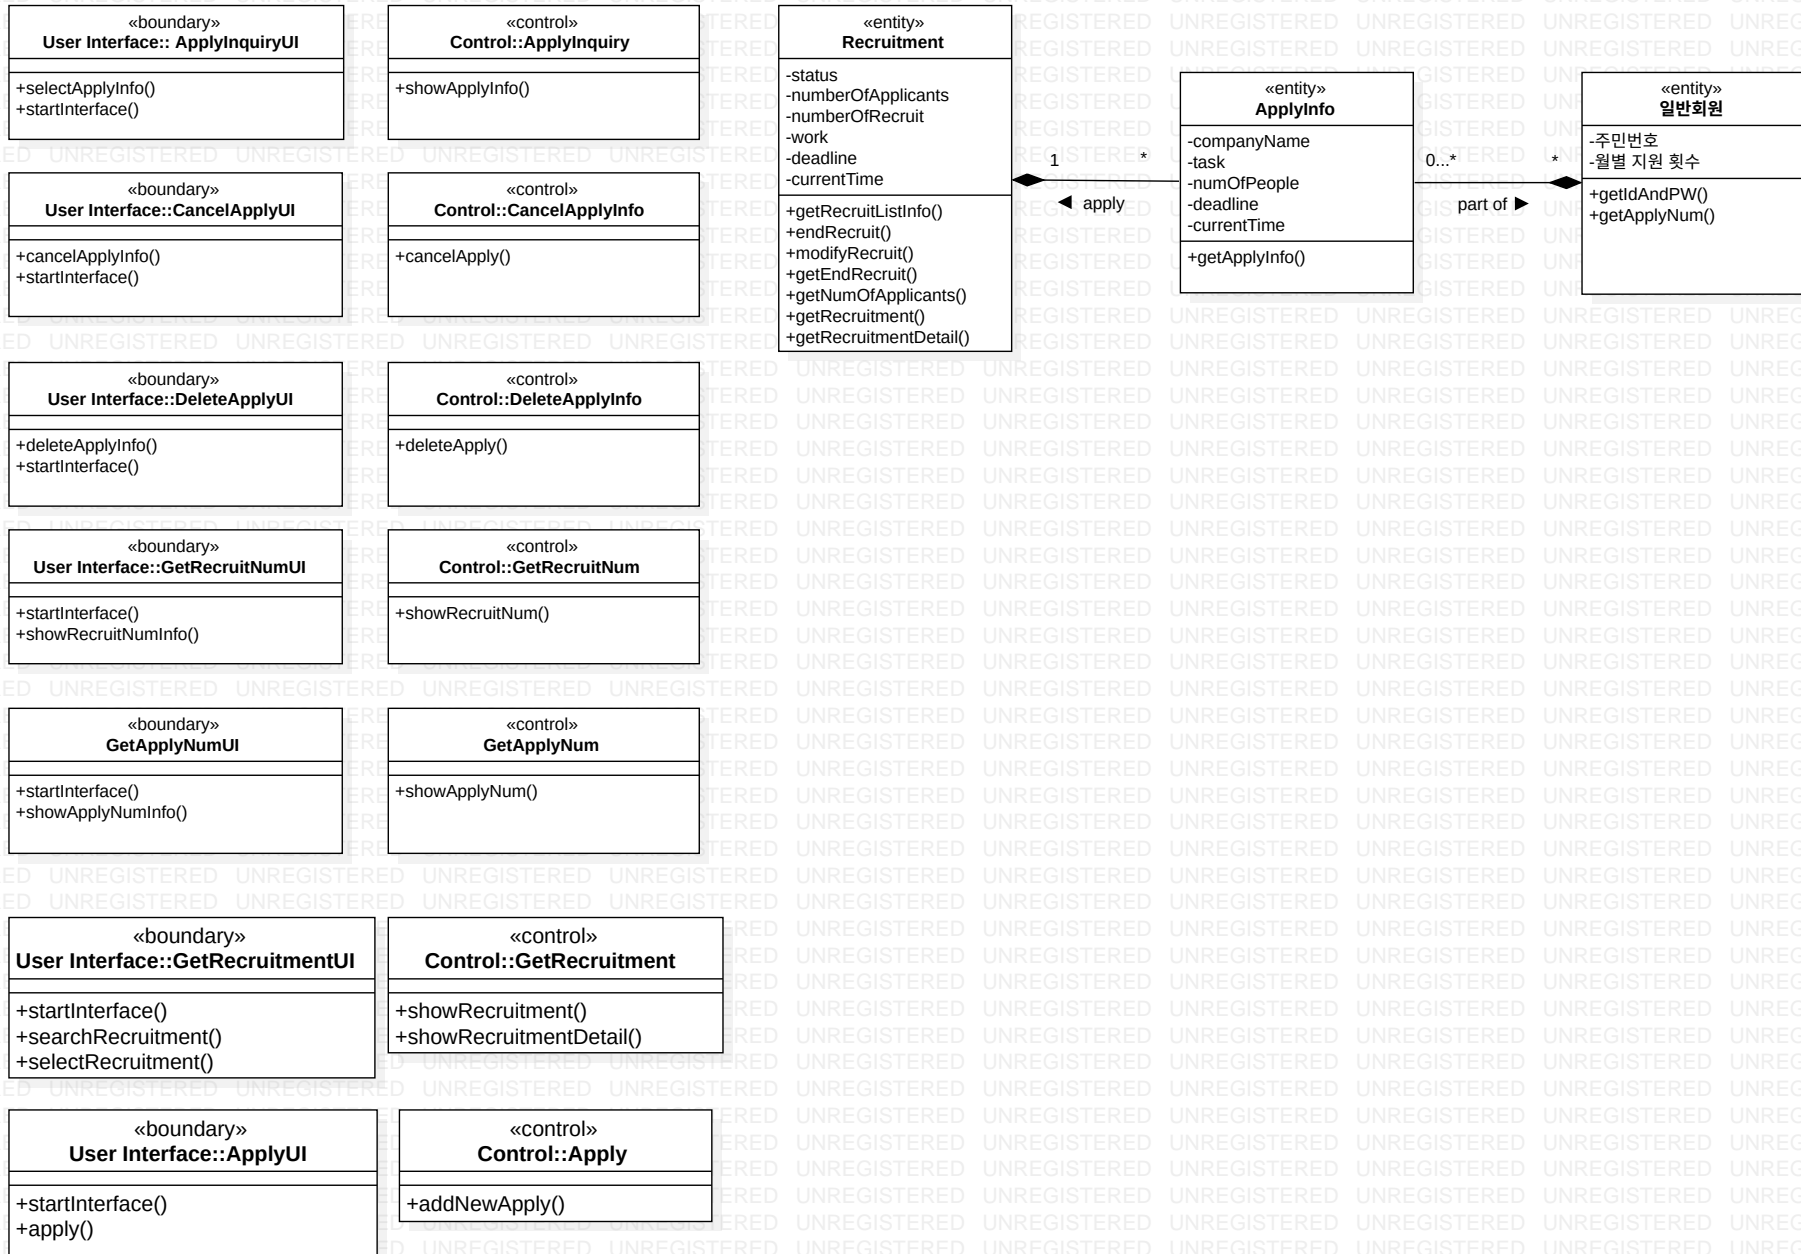 «boundary»
User Interface:: ApplyInquiryUI
+selectApplyInfo()
+startInterface()
«control»
Control::ApplyInquiry
+showApplyInfo()
«entity»
Recruitment
-status
-numberOfApplicants
-numberOfRecruit
-work
-deadline
-currentTime
+getRecruitListInfo()
+endRecruit()
+modifyRecruit()
+getEndRecruit()
+getNumOfApplicants()
+getRecruitment()
+getRecruitmentDetail()
1
*
◀ apply
«entity»
ApplyInfo
-companyName
-task
-numOfPeople
-deadline
-currentTime
+getApplyInfo()
0...*
*
part of ▶
«entity»
일반회원
-주민번호
-월별 지원 횟수
+getIdAndPW()
+getApplyNum()
«boundary»
User Interface::CancelApplyUI
+cancelApplyInfo()
+startInterface()
«control»
Control::CancelApplyInfo
+cancelApply()
«boundary»
User Interface::DeleteApplyUI
+deleteApplyInfo()
+startInterface()
«control»
Control::DeleteApplyInfo
+deleteApply()
«boundary»
User Interface::GetRecruitNumUI
+startInterface()
+showRecruitNumInfo()
«control»
Control::GetRecruitNum
+showRecruitNum()
«boundary»
GetApplyNumUI
+startInterface()
+showApplyNumInfo()
«control»
GetApplyNum
+showApplyNum()
«boundary»
User Interface::GetRecruitmentUI
+startInterface()
+searchRecruitment()
+selectRecruitment()
«control»
Control::GetRecruitment
+showRecruitment()
+showRecruitmentDetail()
«boundary»
User Interface::ApplyUI
+startInterface()
+apply()
«control»
Control::Apply
+addNewApply()
UNREGISTERED